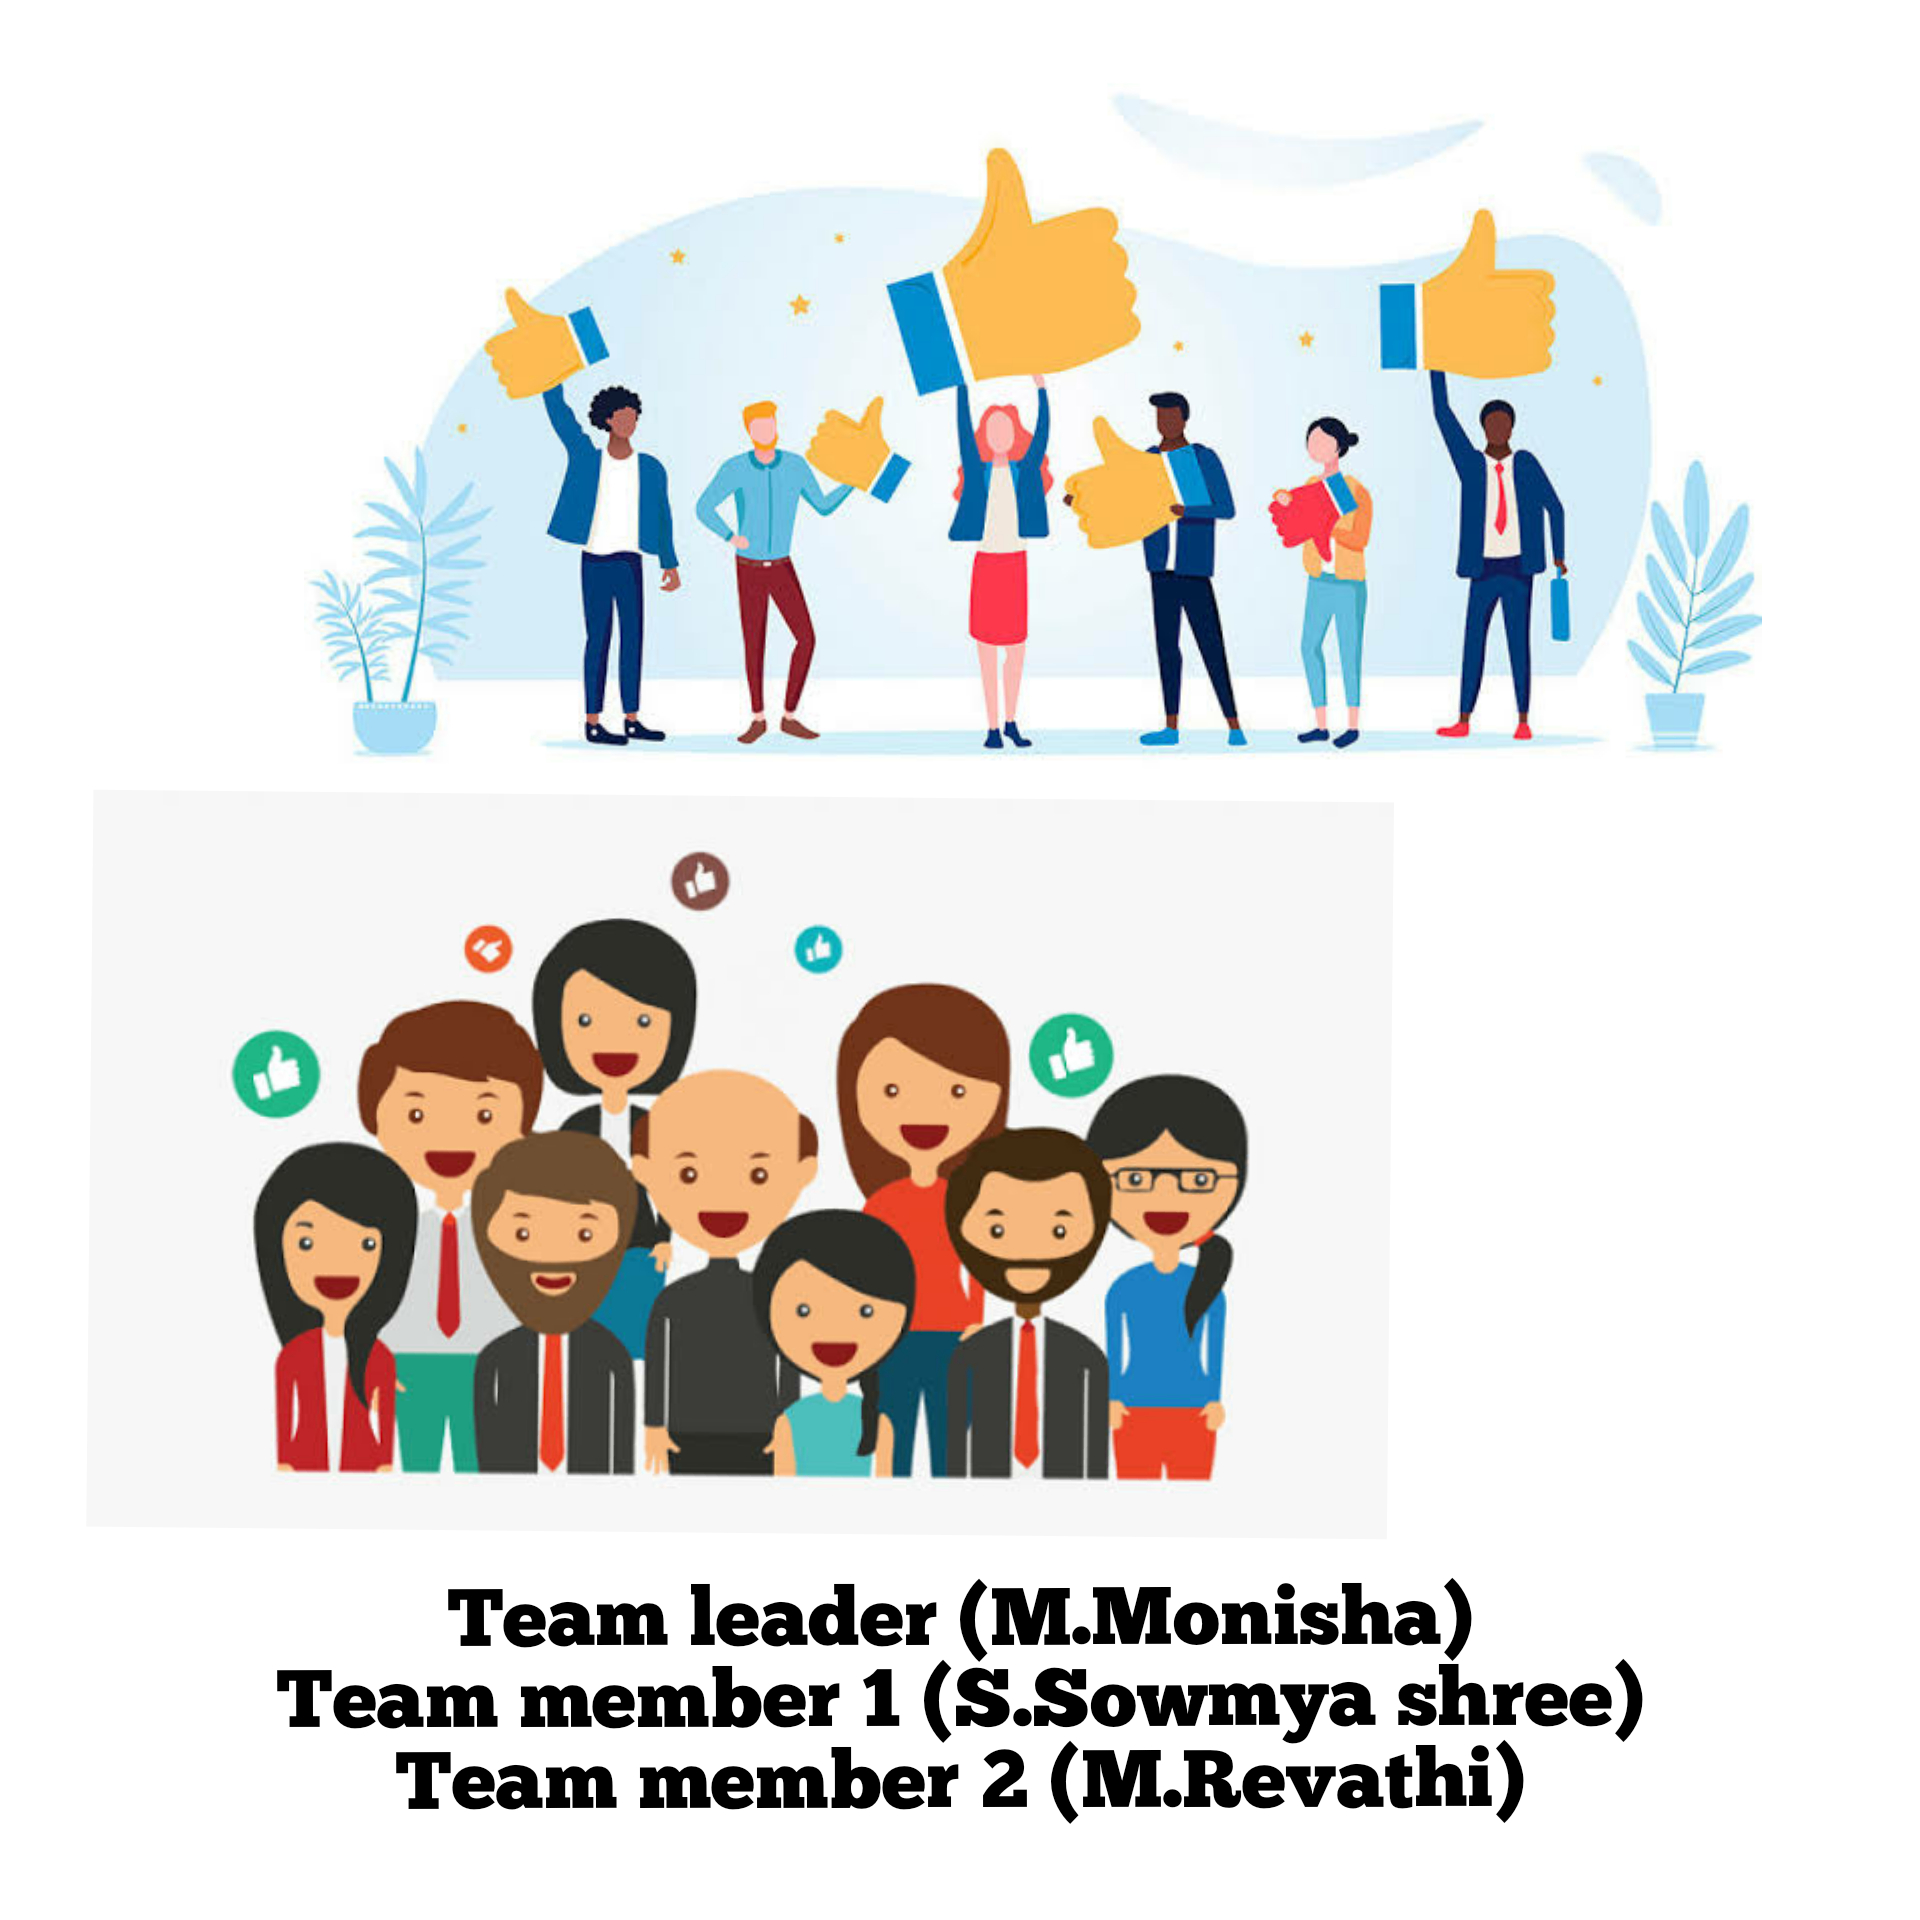 Team leader (M.Monisha)
Team member 1 (S.Sowmya shree)
Team member 2 (M.Revathi)